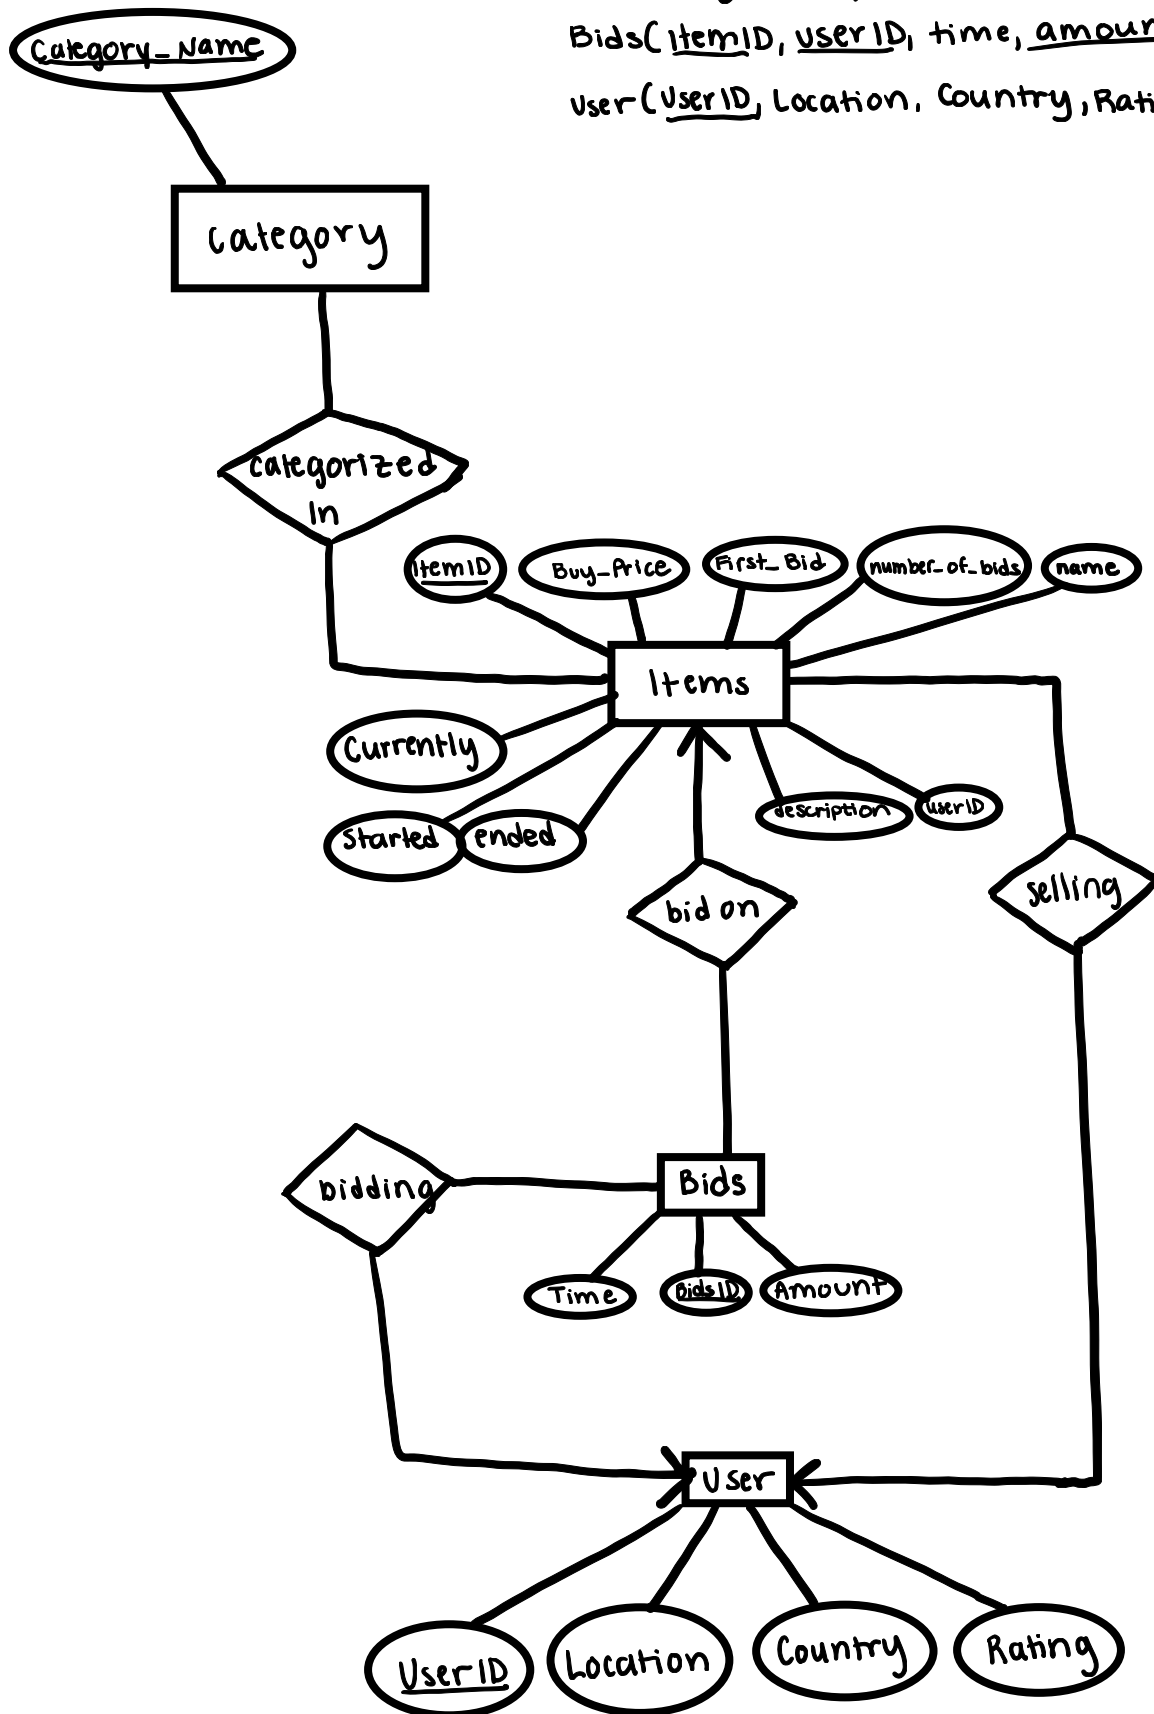 Bids(ItemID, userID, time, amour
Category_Name
user(UserID, Location, Country, Rati
category
categorized
In
ItemID
Buy_Price
First_Bid
number_of_bids
name
Items
Currently
Started
ended
description
userID
selling
bid on
bidding
Bids
Time
BidsID
Amount
User
UserID
Location
Country
Rating